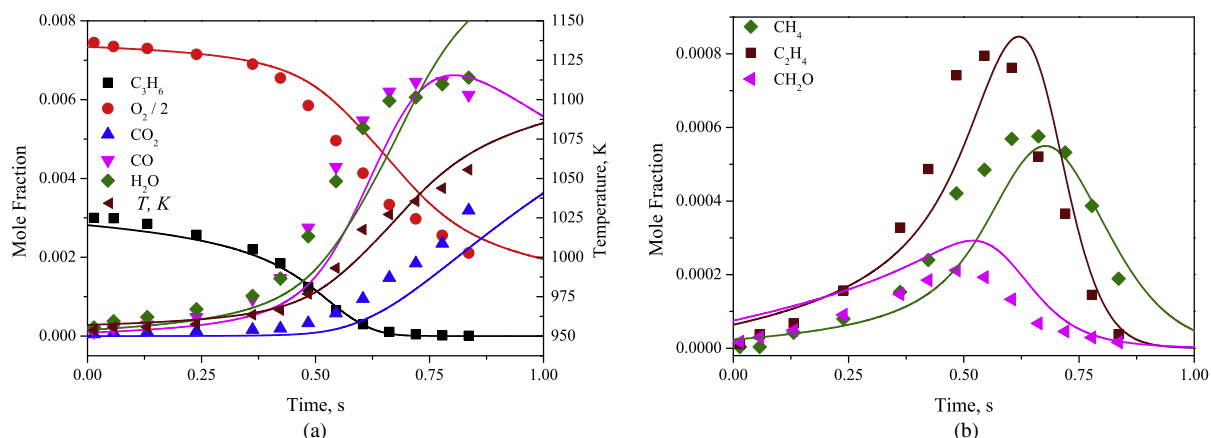 0.008
0.006
0.004
0.002
0.000
Mole Fraction
C₃H₆
O₂ / 2
CO₂
CO
H₂O
T, K
1150
1125
1100
1075
1050
1025
1000
975
950
Temperature, K
0.00 0.25 0.50 0.75 1.00
Time, s
(a)
0.0008
0.0006
0.0004
0.0002
0.0000
Mole Fraction
CH₄
C₂H₄
CH₂O
0.00 0.25 0.50 0.75 1.00
Time, s
(b)